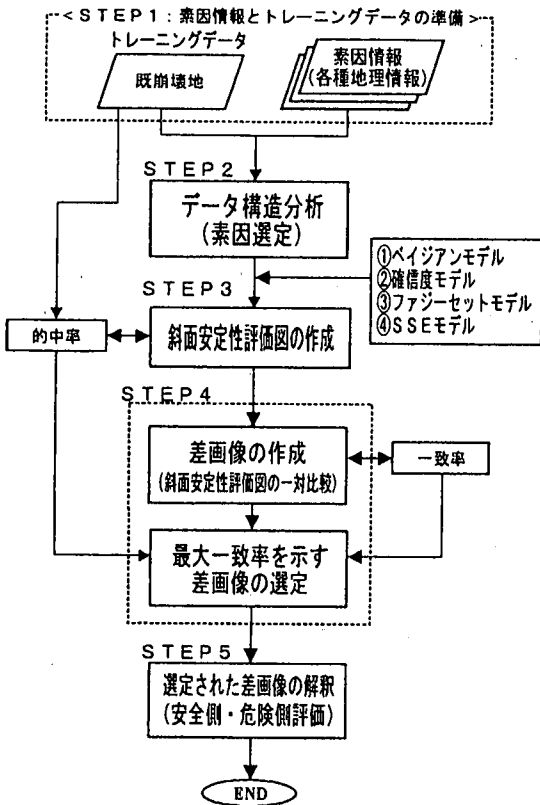 <STEP1:素因情報とトレーニングデータの準備>
トレーニングデータ
既崩壊地
素因情報
(各種地理情報)
STEP2
データ構造分析
(素因選定)
①ベイジアンモデル
②確信度モデル
③ファジーセットモデル
④SSEモデル
STEP3
的中率
斜面安定性評価図の作成
STEP4
差画像の作成
(斜面安定性評価図の一対比較)
一致率
最大一致率を示す
差画像の選定
STEP5
選定された差画像の解釈
(安全側・危険側評価)
END